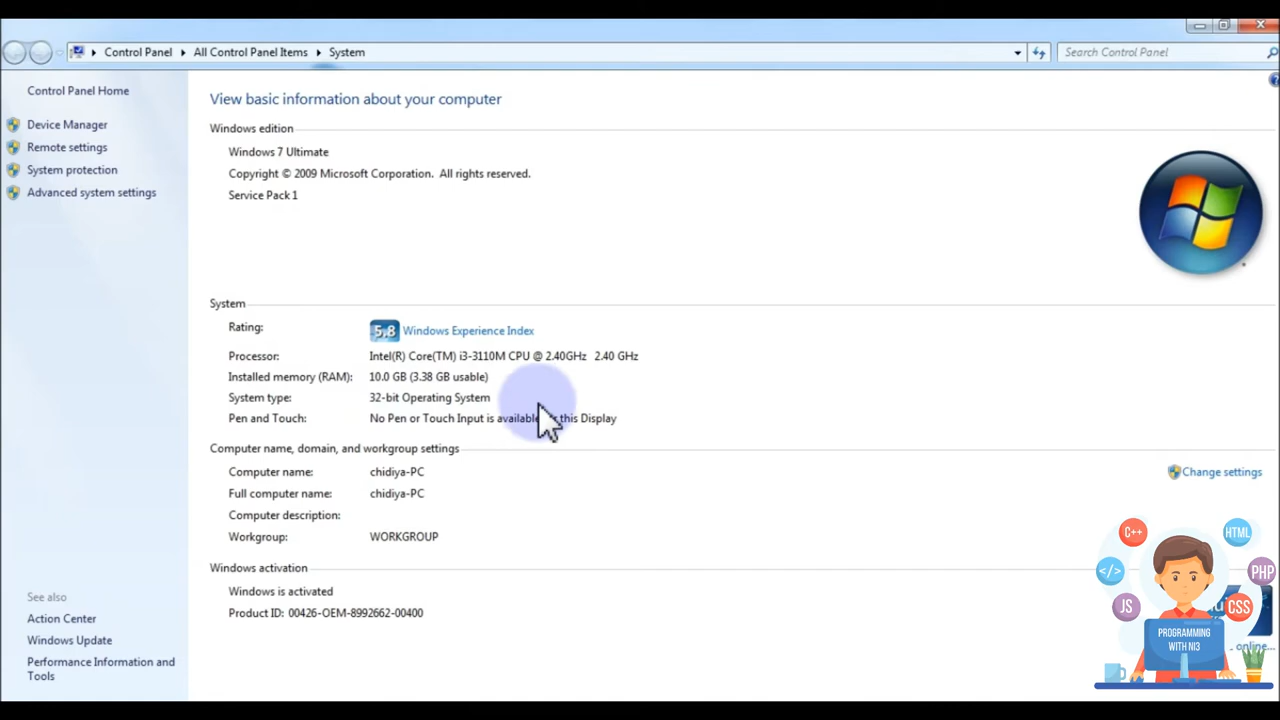 Control Panel All Control Panel Items System
Search Control Panel
Control Panel Home
Device Manager
Remote settings
System protection
Advanced system settings
See also
Action Center
Windows Update
Performance Information and
Tools
View basic information about your computer
Windows edition
Windows 7 Ultimate
Copyright © 2009 Microsoft Corporation. All rights reserved.
Service Pack 1
System
Rating: 5.8 Windows Experience Index
Processor: Intel(R) Core(TM) i3-3110M CPU @ 2.40GHz 2.40 GHz
Installed memory (RAM): 10.0 GB (3.38 GB usable)
System type: 32-bit Operating System
Pen and Touch: No Pen or Touch Input is available this Display
Computer name, domain, and workgroup settings
Computer name: chidiya-PC
Change settings
Full computer name: chidiya-PC
Computer description:
Workgroup: WORKGROUP
Windows activation
Windows is activated
Product ID: 00426-OEM-8992662-00400
C++
HTML
</>
PHP
JS
CSS
PROGRAMMING
WITH NI3
online...